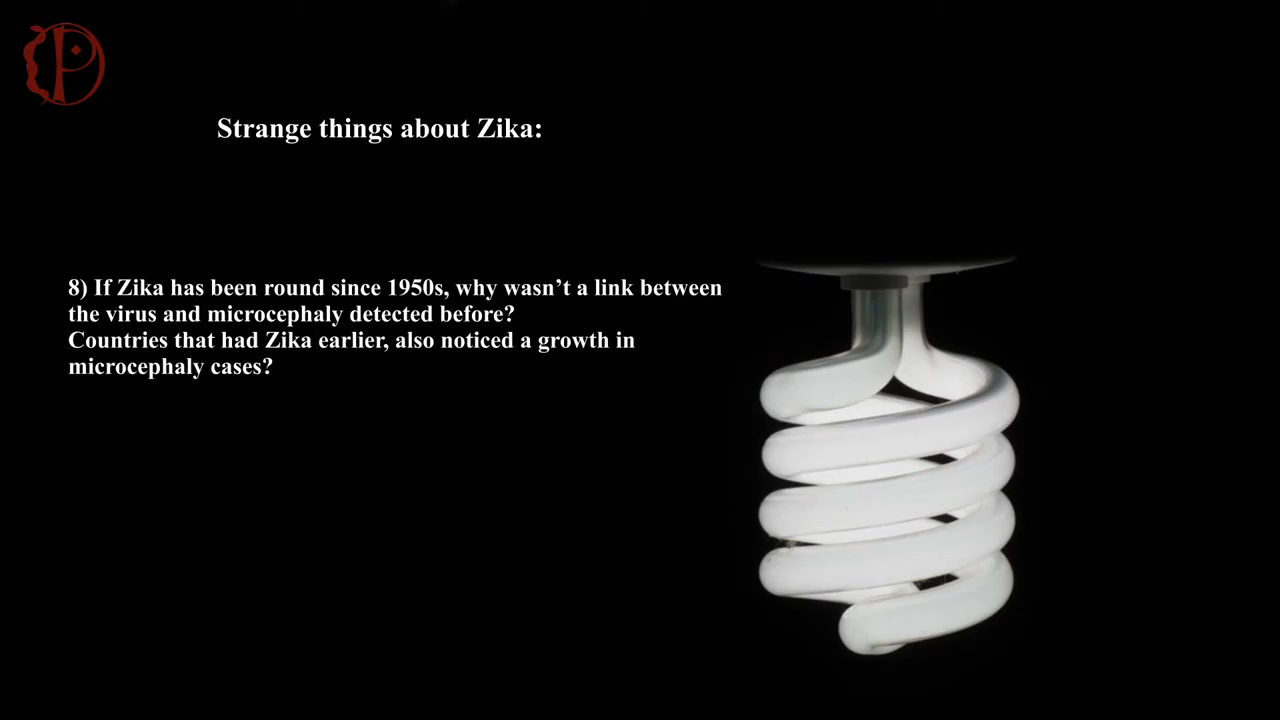 Strange things about Zika:
8) If Zika has been round since 1950s, why wasn’t a link between
the virus and microcephaly detected before?
Countries that had Zika earlier, also noticed a growth in
microcephaly cases?